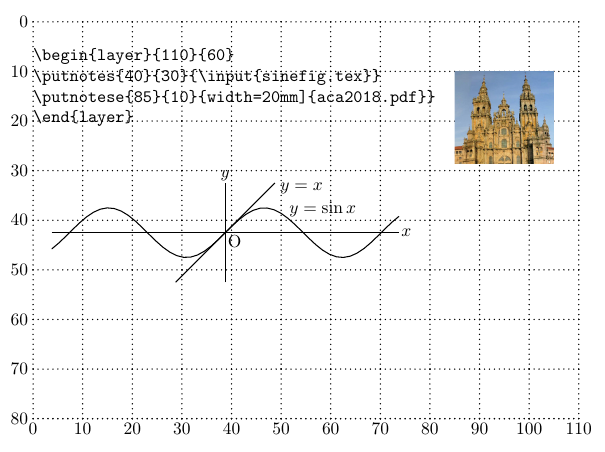 0
\begin{layer}{110}{60}
10
\putnotes{40}{30}{\input{sinefig.tex}}
\putnotese{85}{10}{width=20mm]{aca2018.pdf}}
20
\end{layer}
30
y
y = x
y = sin x
40
x
O
50
60
70
80
0 10 20 30 40 50 60 70 80 90 100 110